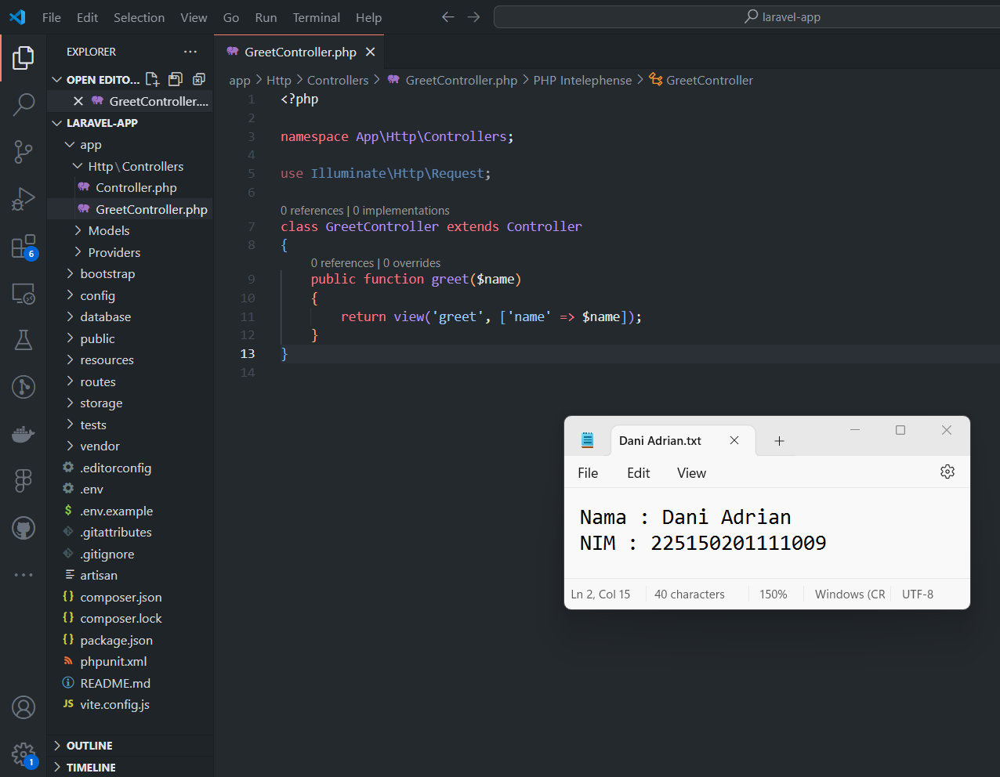 File Edit Selection View Go Run Terminal Help laravel-app
EXPLORER
OPEN EDITO...
GreetController....
LARAVEL-APP
app
Http\Controllers
Controller.php
GreetController.php
Models
Providers
bootstrap
config
database
public
resources
routes
storage
tests
vendor
.editorconfig
.env
$ .env.example
.gitattributes
.gitignore
artisan
{} composer.json
{} composer.lock
{} package.json
phpunit.xml
README.md
JS vite.config.js
OUTLINE
TIMELINE
6
1
GreetController.php
app > Http > Controllers > GreetController.php > PHP Intelephense > GreetController
1 <?php
2
3 namespace App\Http\Controllers;
4
5 use Illuminate\Http\Request;
6
0 references | 0 implementations
7 class GreetController extends Controller
8 {
0 references | 0 overrides
9 public function greet($name)
10 {
11 return view('greet', ['name' => $name]);
12 }
13 }
14
Dani Adrian.txt
File Edit View
Nama : Dani Adrian
NIM : 225150201111009
Ln 2, Col 15 40 characters 150% Windows (CR UTF-8